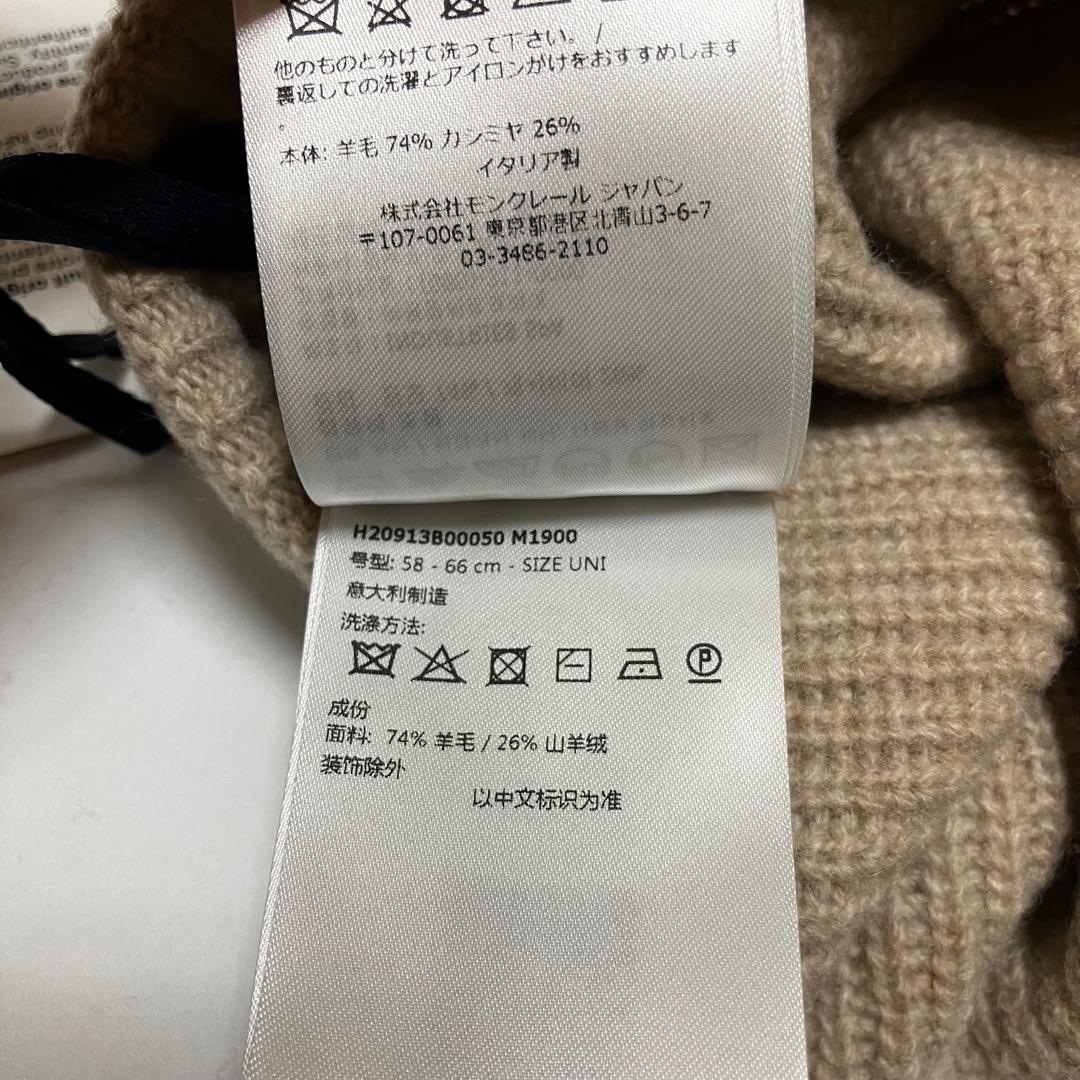 他のものと分けて洗って下さい。/
裏返しての洗濯とアイロンがけをおすすめします
。
本体: 羊毛 74% カシミヤ 26%
イタリア製
株式会社モンクレール ジャパン
〒107-0061 東京都港区北青山3-6-7
03-3486-2110
H20913B00050 M1900
号型: 58 - 66 cm - SIZE UNI
意大利制造
洗涤方法:
P
成份
面料: 74% 羊毛 / 26% 山羊绒
装饰除外
以中文标识为准